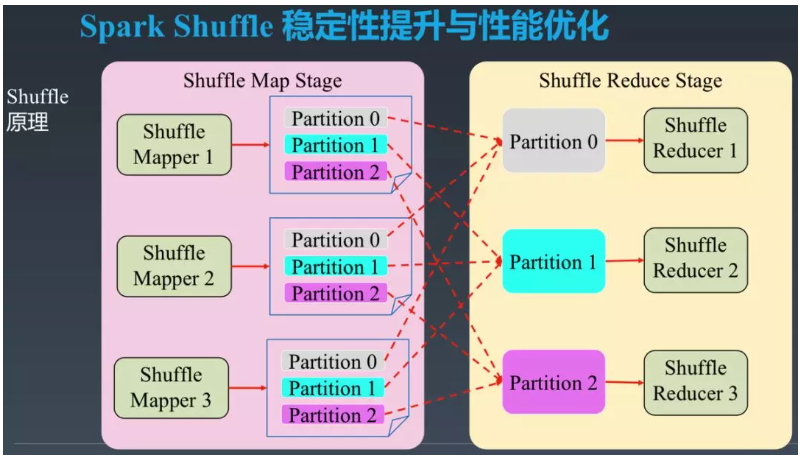 Spark Shuffle 稳定性提升与性能优化
Shuffle
原理
Shuffle Map Stage
Shuffle
Mapper 1
Partition 0
Partition 1
Partition 2
Shuffle
Mapper 2
Partition 0
Partition 1
Partition 2
Shuffle
Mapper 3
Partition 0
Partition 1
Partition 2
Shuffle Reduce Stage
Partition 0
Shuffle
Reducer 1
Partition 1
Shuffle
Reducer 2
Partition 2
Shuffle
Reducer 3